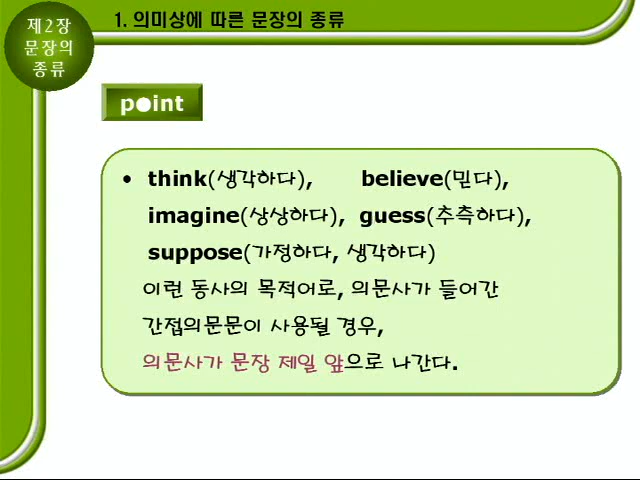 제2장
문장의
종류
1. 의미상에 따른 문장의 종류
point
• think(생각하다), believe(믿다),
imagine(상상하다), guess(추측하다),
suppose(가정하다, 생각하다)
이런 동사의 목적어로, 의문사가 들어간
간접의문문이 사용될 경우,
의문사가 문장 제일 앞으로 나간다.